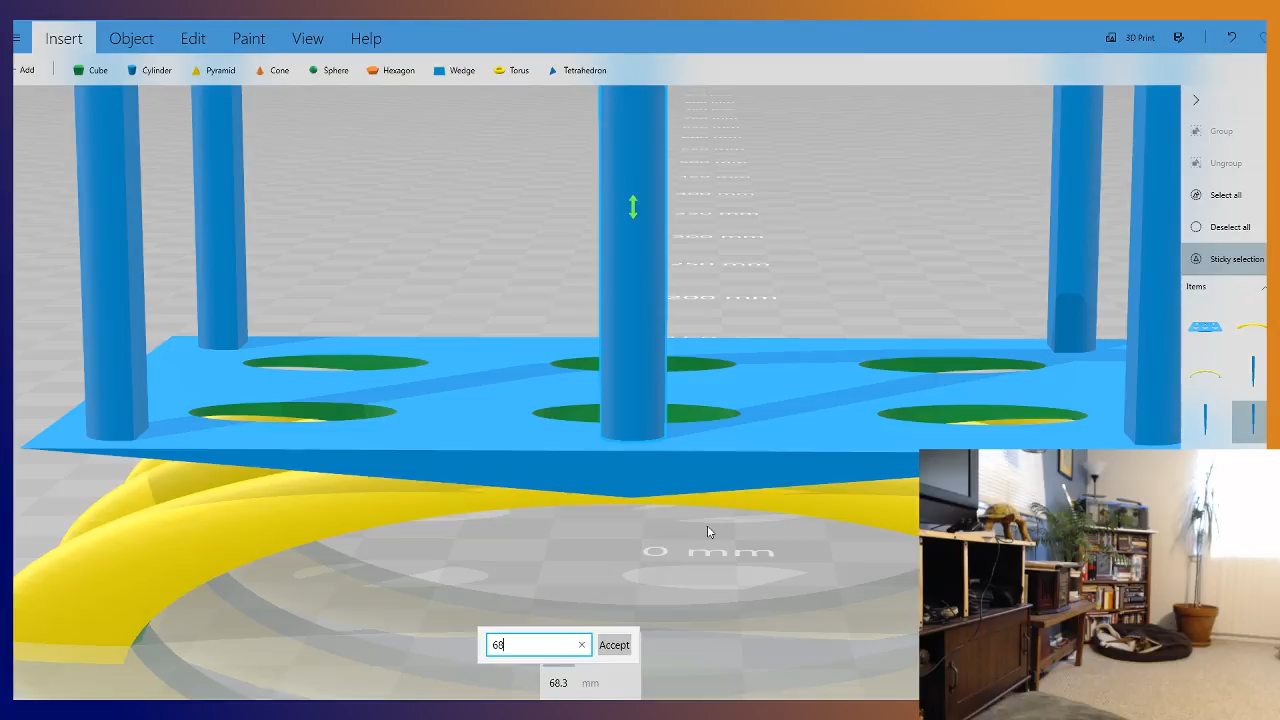 Insert Object Edit Paint View Help 3D Print
Add Cube Cylinder Pyramid Cone Sphere Hexagon Wedge Torus Tetrahedron
Group
Ungroup
Select all
Deselect all
Sticky selection
Items
300 mm
250 mm
200 mm
0 mm
68 Accept
68.3 mm